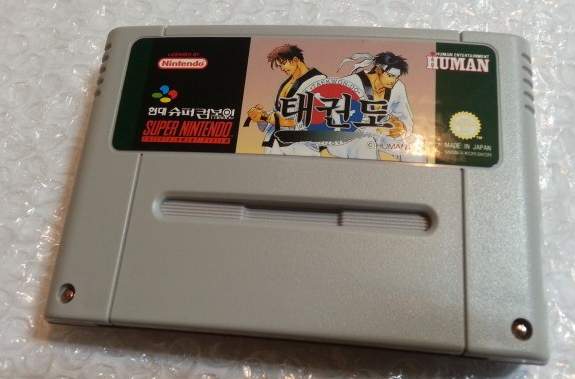 LICENSED BY
Nintendo
현대 슈퍼컴보이
SUPER NINTENDO
ENTERTAINMENT SYSTEM
TAEKWONDO
태권도
© HUMAN
HUMAN ENTERTAINMENT
HUMAN
MADE IN JAPAN